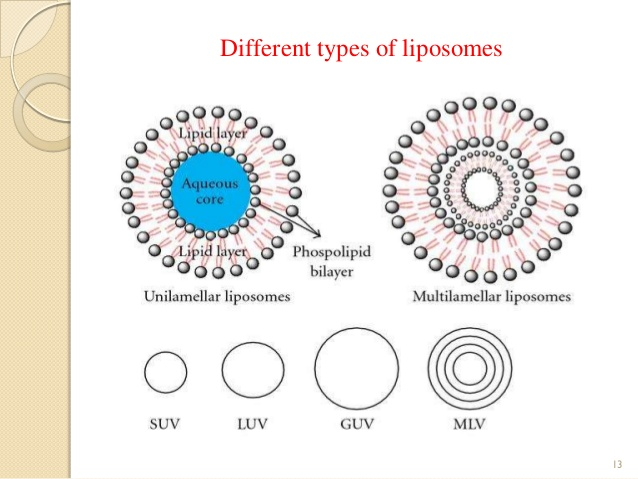 Different types of liposomes
Lipid layer
Aqueous
core
Lipid layer
Phospolipid
bilayer
Unilamellar liposomes
Multilamellar liposomes
SUV
LUV
GUV
MLV
13